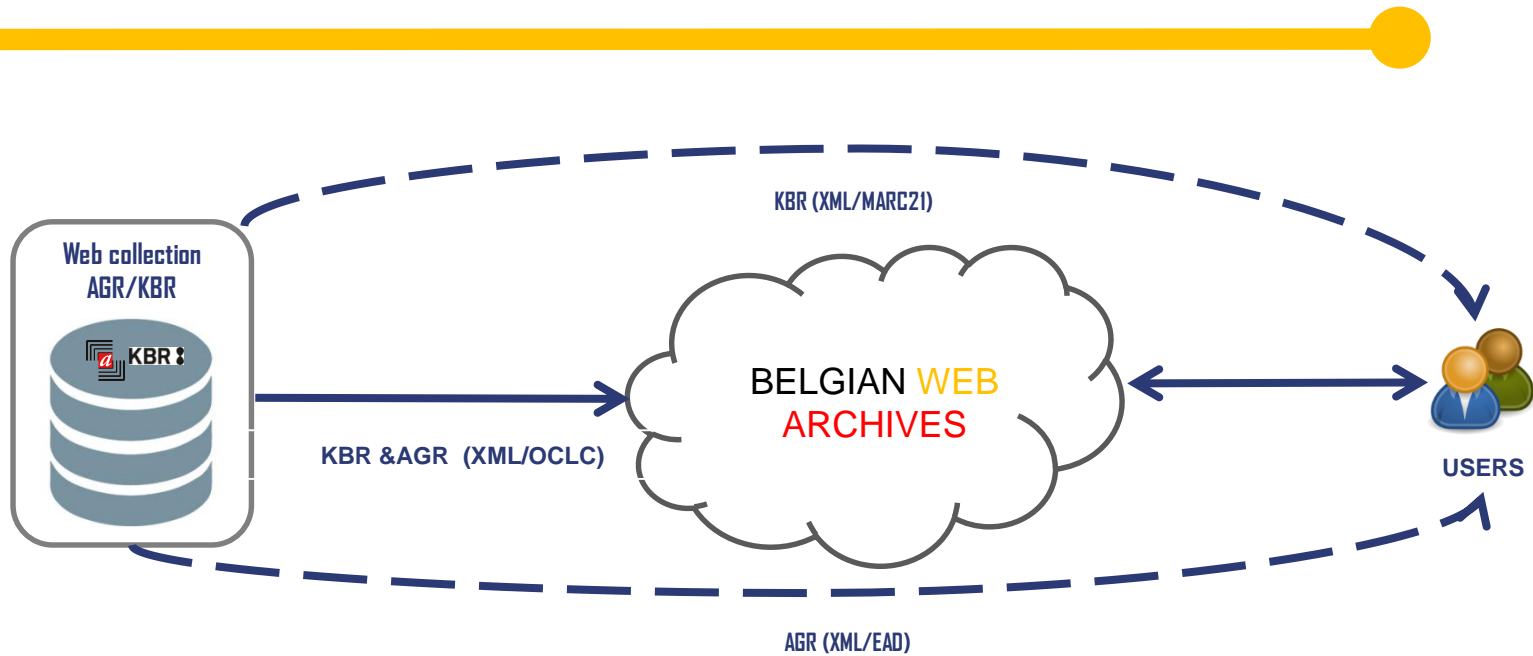 KBR (XML/MARC21)
Web collection
AGR/KBR
a KBR
BELGIAN WEB
ARCHIVES
KBR &AGR  (XML/OCLC)
USERS
AGR (XML/EAD)